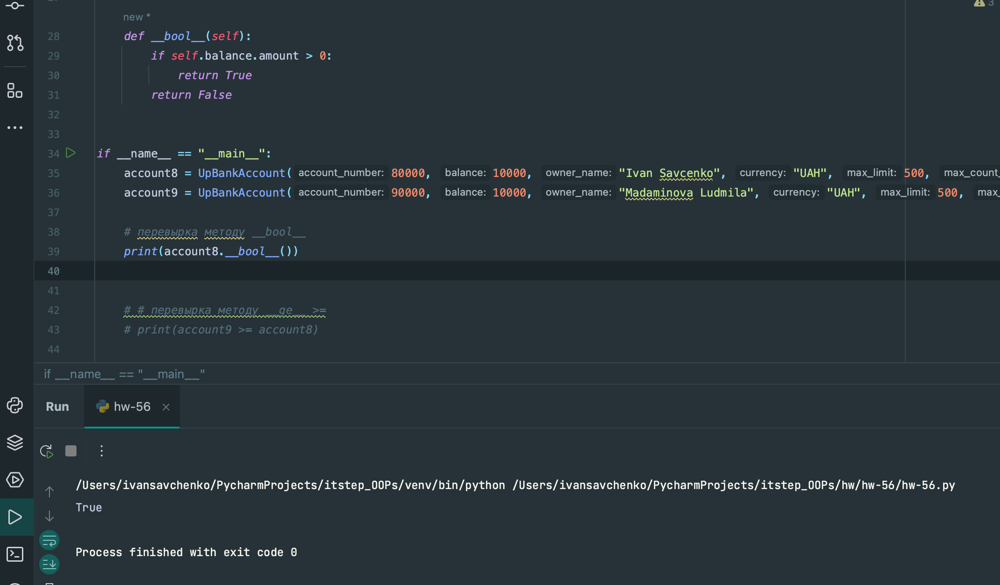 3
new *
28 def __bool__(self):
29 if self.balance.amount > 0:
30 return True
31 return False
32
33
34 if __name__ == "__main__":
35 account8 = UpBankAccount( account_number: 80000, balance: 10000, owner_name: "Ivan Savcenko", currency: "UAH", max_limit: 500, max_count_
36 account9 = UpBankAccount( account_number: 90000, balance: 10000, owner_name: "Madaminova Ludmila", currency: "UAH", max_limit: 500, max_
37
38 # перевырка методу __bool__
39 print(account8.__bool__())
40
41
42 # # перевырка методу __ge__ >=
43 # print(account9 >= account8)
44
if __name__ == "__main__"
Run hw-56
/Users/ivansavchenko/PycharmProjects/itstep_OOPs/venv/bin/python /Users/ivansavchenko/PycharmProjects/itstep_OOPs/hw/hw-56/hw-56.py
True
Process finished with exit code 0